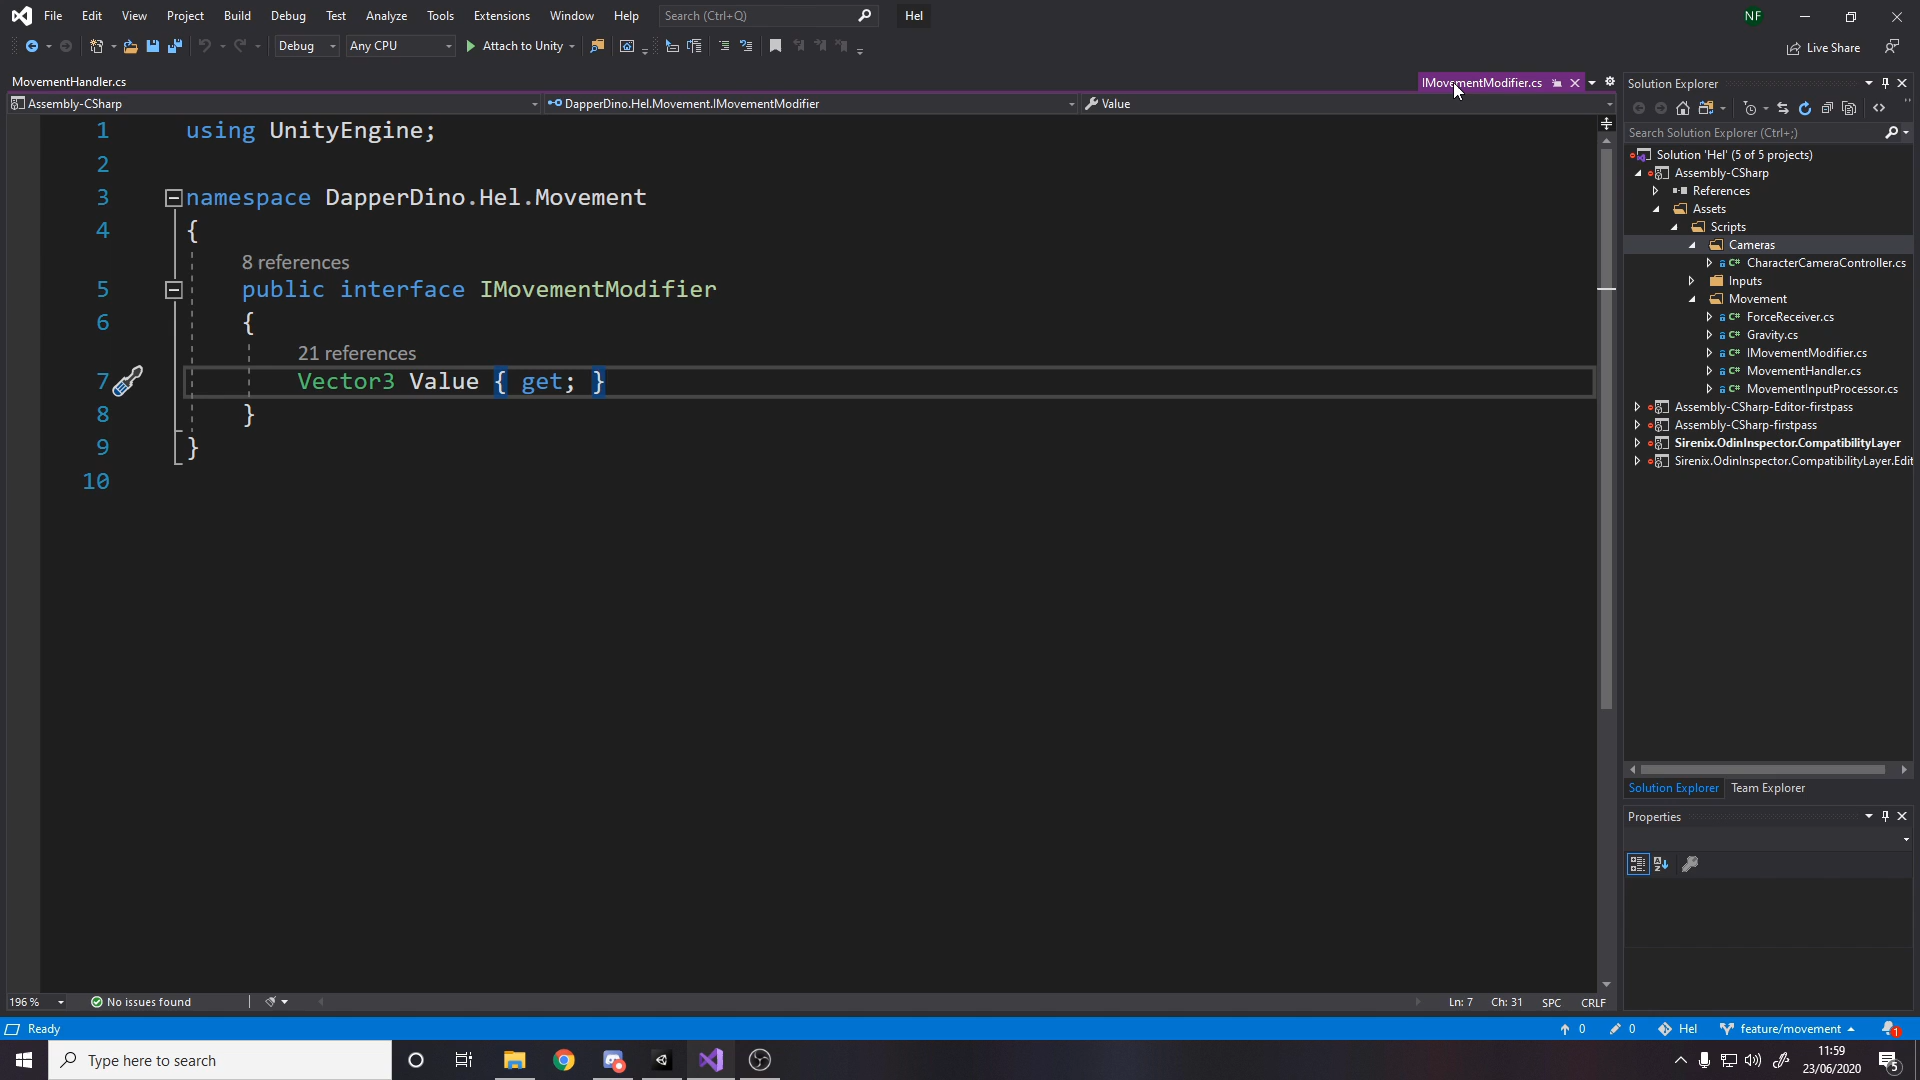 File Edit View Project Build Debug Test Analyze Tools Extensions Window Help Search (Ctrl+Q) Hel NF
Debug Any CPU Attach to Unity Live Share
MovementHandler.cs IMovementModifier.cs
Assembly-CSharp DapperDino.Hel.Movement.IMovementModifier Value
1 using UnityEngine;
2
3 namespace DapperDino.Hel.Movement
4 {
8 references
5 public interface IMovementModifier
6 {
21 references
7 Vector3 Value { get; }
8 }
9 }
10
Solution Explorer
Search Solution Explorer (Ctrl+;)
Solution 'Hel' (5 of 5 projects)
Assembly-CSharp
References
Assets
Scripts
Cameras
C# CharacterCameraController.cs
Inputs
Movement
C# ForceReceiver.cs
C# Gravity.cs
C# IMovementModifier.cs
C# MovementHandler.cs
C# MovementInputProcessor.cs
Assembly-CSharp-Editor-firstpass
Assembly-CSharp-firstpass
Sirenix.OdinInspector.CompatibilityLayer
Sirenix.OdinInspector.CompatibilityLayer.Edit
Solution Explorer Team Explorer
Properties
196 % No issues found Ln: 7 Ch: 31 SPC CRLF
Ready 0 0 Hel feature/movement 1
Type here to search 11:59
23/06/2020 5